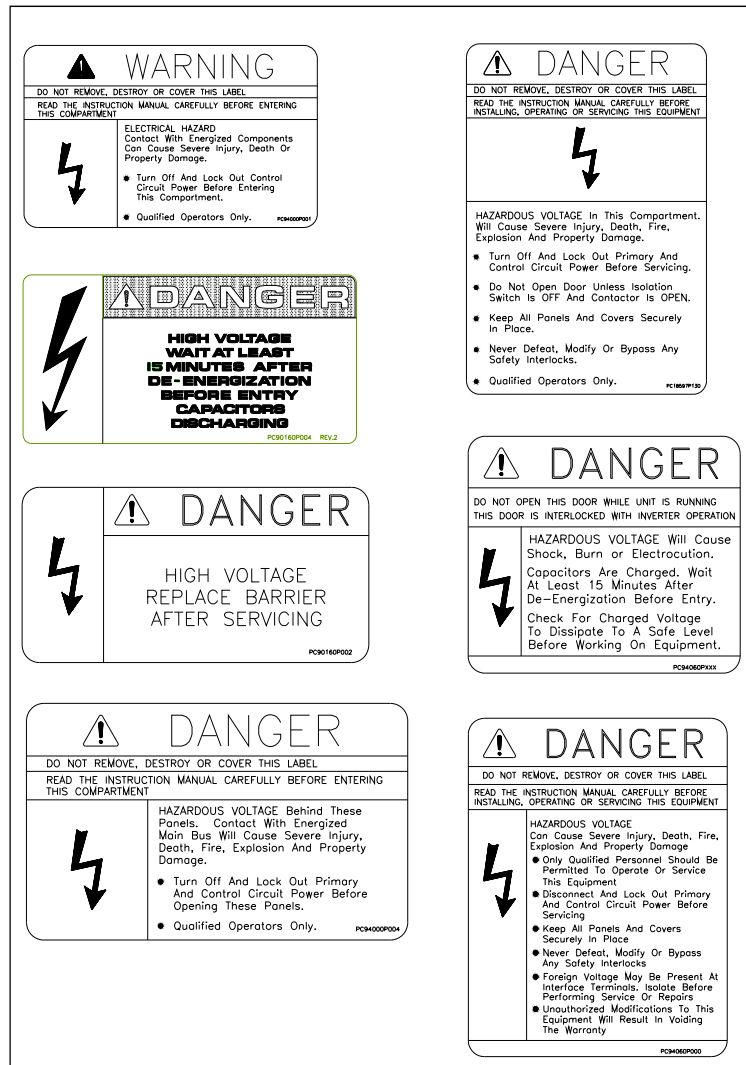 WARNING
DO NOT REMOVE, DESTROY OR COVER THIS LABEL
READ THE INSTRUCTION MANUAL CAREFULLY BEFORE ENTERING
THIS COMPARTMENT
ELECTRICAL HAZARD
Contact With Energized Components
Can Cause Severe Injury, Death Or
Property Damage.
Turn Off And Lock Out Control
Circuit Power Before Entering
This Compartment.
Qualified Operators Only.
PC94000P001
DANGER
HIGH VOLTAGE
WAIT AT LEAST
15 MINUTES AFTER
DE-ENERGIZATION
BEFORE ENTRY
CAPACITORS
DISCHARGING
PC90160P004 REV.2
DANGER
HIGH VOLTAGE
REPLACE BARRIER
AFTER SERVICING
PC90160P002
DANGER
DO NOT REMOVE, DESTROY OR COVER THIS LABEL
READ THE INSTRUCTION MANUAL CAREFULLY BEFORE ENTERING
THIS COMPARTMENT
HAZARDOUS VOLTAGE Behind These
Panels. Contact With Energized
Main Bus Will Cause Severe Injury,
Death, Fire, Explosion And Property
Damage.
Turn Off And Lock Out Primary
And Control Circuit Power Before
Opening These Panels.
Qualified Operators Only.
PC94000P004
DANGER
DO NOT REMOVE, DESTROY OR COVER THIS LABEL
READ THE INSTRUCTION MANUAL CAREFULLY BEFORE
INSTALLING, OPERATING OR SERVICING THIS EQUIPMENT
HAZARDOUS VOLTAGE In This Compartment.
Will Cause Severe Injury, Death, Fire,
Explosion And Property Damage.
Turn Off And Lock Out Primary And
Control Circuit Power Before Servicing.
Do Not Open Door Unless Isolation
Switch Is OFF And Contactor Is OPEN.
Keep All Panels And Covers Securely
In Place.
Never Defeat, Modify Or Bypass Any
Safety Interlocks.
Qualified Operators Only.
PC18697P130
DANGER
DO NOT OPEN THIS DOOR WHILE UNIT IS RUNNING
THIS DOOR IS INTERLOCKED WITH INVERTER OPERATION
HAZARDOUS VOLTAGE Will Cause
Shock, Burn or Electrocution.
Capacitors Are Charged. Wait
At Least 15 Minutes After
De-Energization Before Entry.
Check For Charged Voltage
To Dissipate To A Safe Level
Before Working On Equipment.
PC94060PXXX
DANGER
DO NOT REMOVE, DESTROY OR COVER THIS LABEL
READ THE INSTRUCTION MANUAL CAREFULLY BEFORE
INSTALLING, OPERATING OR SERVICING THIS EQUIPMENT
HAZARDOUS VOLTAGE
Can Cause Severe Injury, Death, Fire,
Explosion And Property Damage
Only Qualified Personnel Should Be
Permitted To Operate Or Service
This Equipment
Disconnect And Lock Out Primary
And Control Circuit Power Before
Servicing
Keep All Panels And Covers
Securely In Place
Never Defeat, Modify Or Bypass
Any Safety Interlocks
Foreign Voltage May Be Present At
Interface Terminals. Isolate Before
Performing Service Or Repairs
Unauthorized Modifications To This
Equipment Will Result In Voiding
The Warranty
PC94060P000